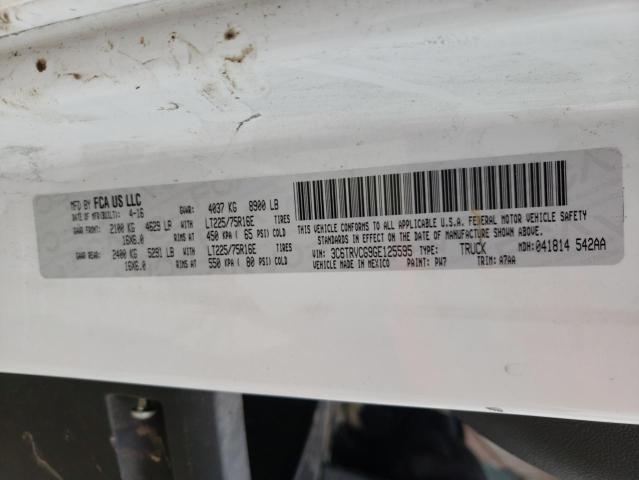 MFD BY FCA US LLC
DATE OF MFR(BUILT): 4-16 GVWR: 4037 KG 8900 LB
GAWR FRONT: 2100 KG 4629 LB WITH LT225/75R16E TIRES
16X6.0 RIMS AT 450 KPA ( 65 PSI) COLD
GAWR REAR: 2400 KG 5291 LB WITH LT225/75R16E TIRES
16X6.0 RIMS AT 550 KPA ( 80 PSI) COLD
THIS VEHICLE CONFORMS TO ALL APPLICABLE U.S.A. FEDERAL MOTOR VEHICLE SAFETY
STANDARDS IN EFFECT ON THE DATE OF MANUFACTURE SHOWN ABOVE.
VIN: 3C6TRVCG9GE125595 TYPE: TRUCK MDH: 041814 542AA
VEHICLE MADE IN MEXICO PAINT: PW7 TRIM: A7AA